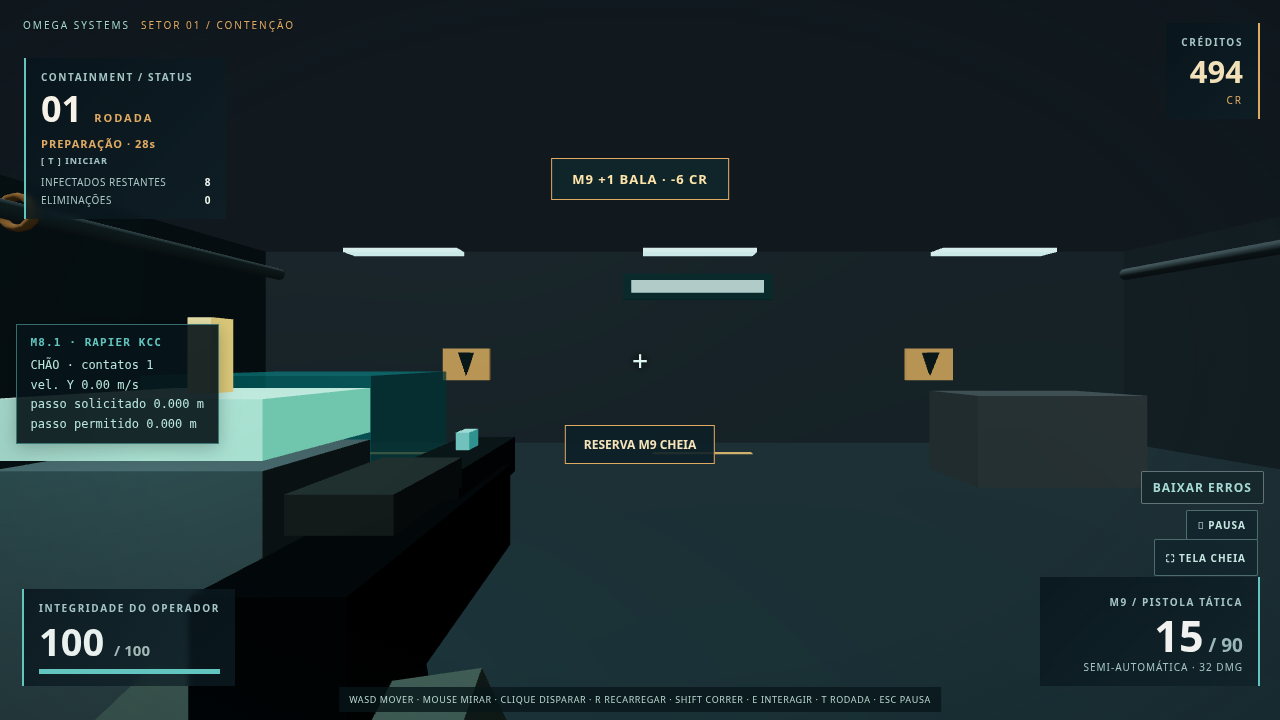 OMEGA SYSTEMS SETOR 01 / CONTENÇÃO
CONTAINMENT / STATUS
01 RODADA
PREPARAÇÃO · 28s
[ T ] INICIAR
INFECTADOS RESTANTES 8
ELIMINAÇÕES 0
CRÉDITOS
494
CR
M9 +1 BALA · -6 CR
M8.1 · RAPIER KCC
CHÃO · contatos 1
vel. Y 0.00 m/s
passo solicitado 0.000 m
passo permitido 0.000 m
RESERVA M9 CHEIA
BAIXAR ERROS
PAUSA
TELA CHEIA
INTEGRIDADE DO OPERADOR
100 / 100
M9 / PISTOLA TÁTICA
15 / 90
SEMI-AUTOMÁTICA · 32 DMG
WASD MOVER · MOUSE MIRAR · CLIQUE DISPARAR · R RECARREGAR · SHIFT CORRER · E INTERAGIR · T RODADA · ESC PAUSA